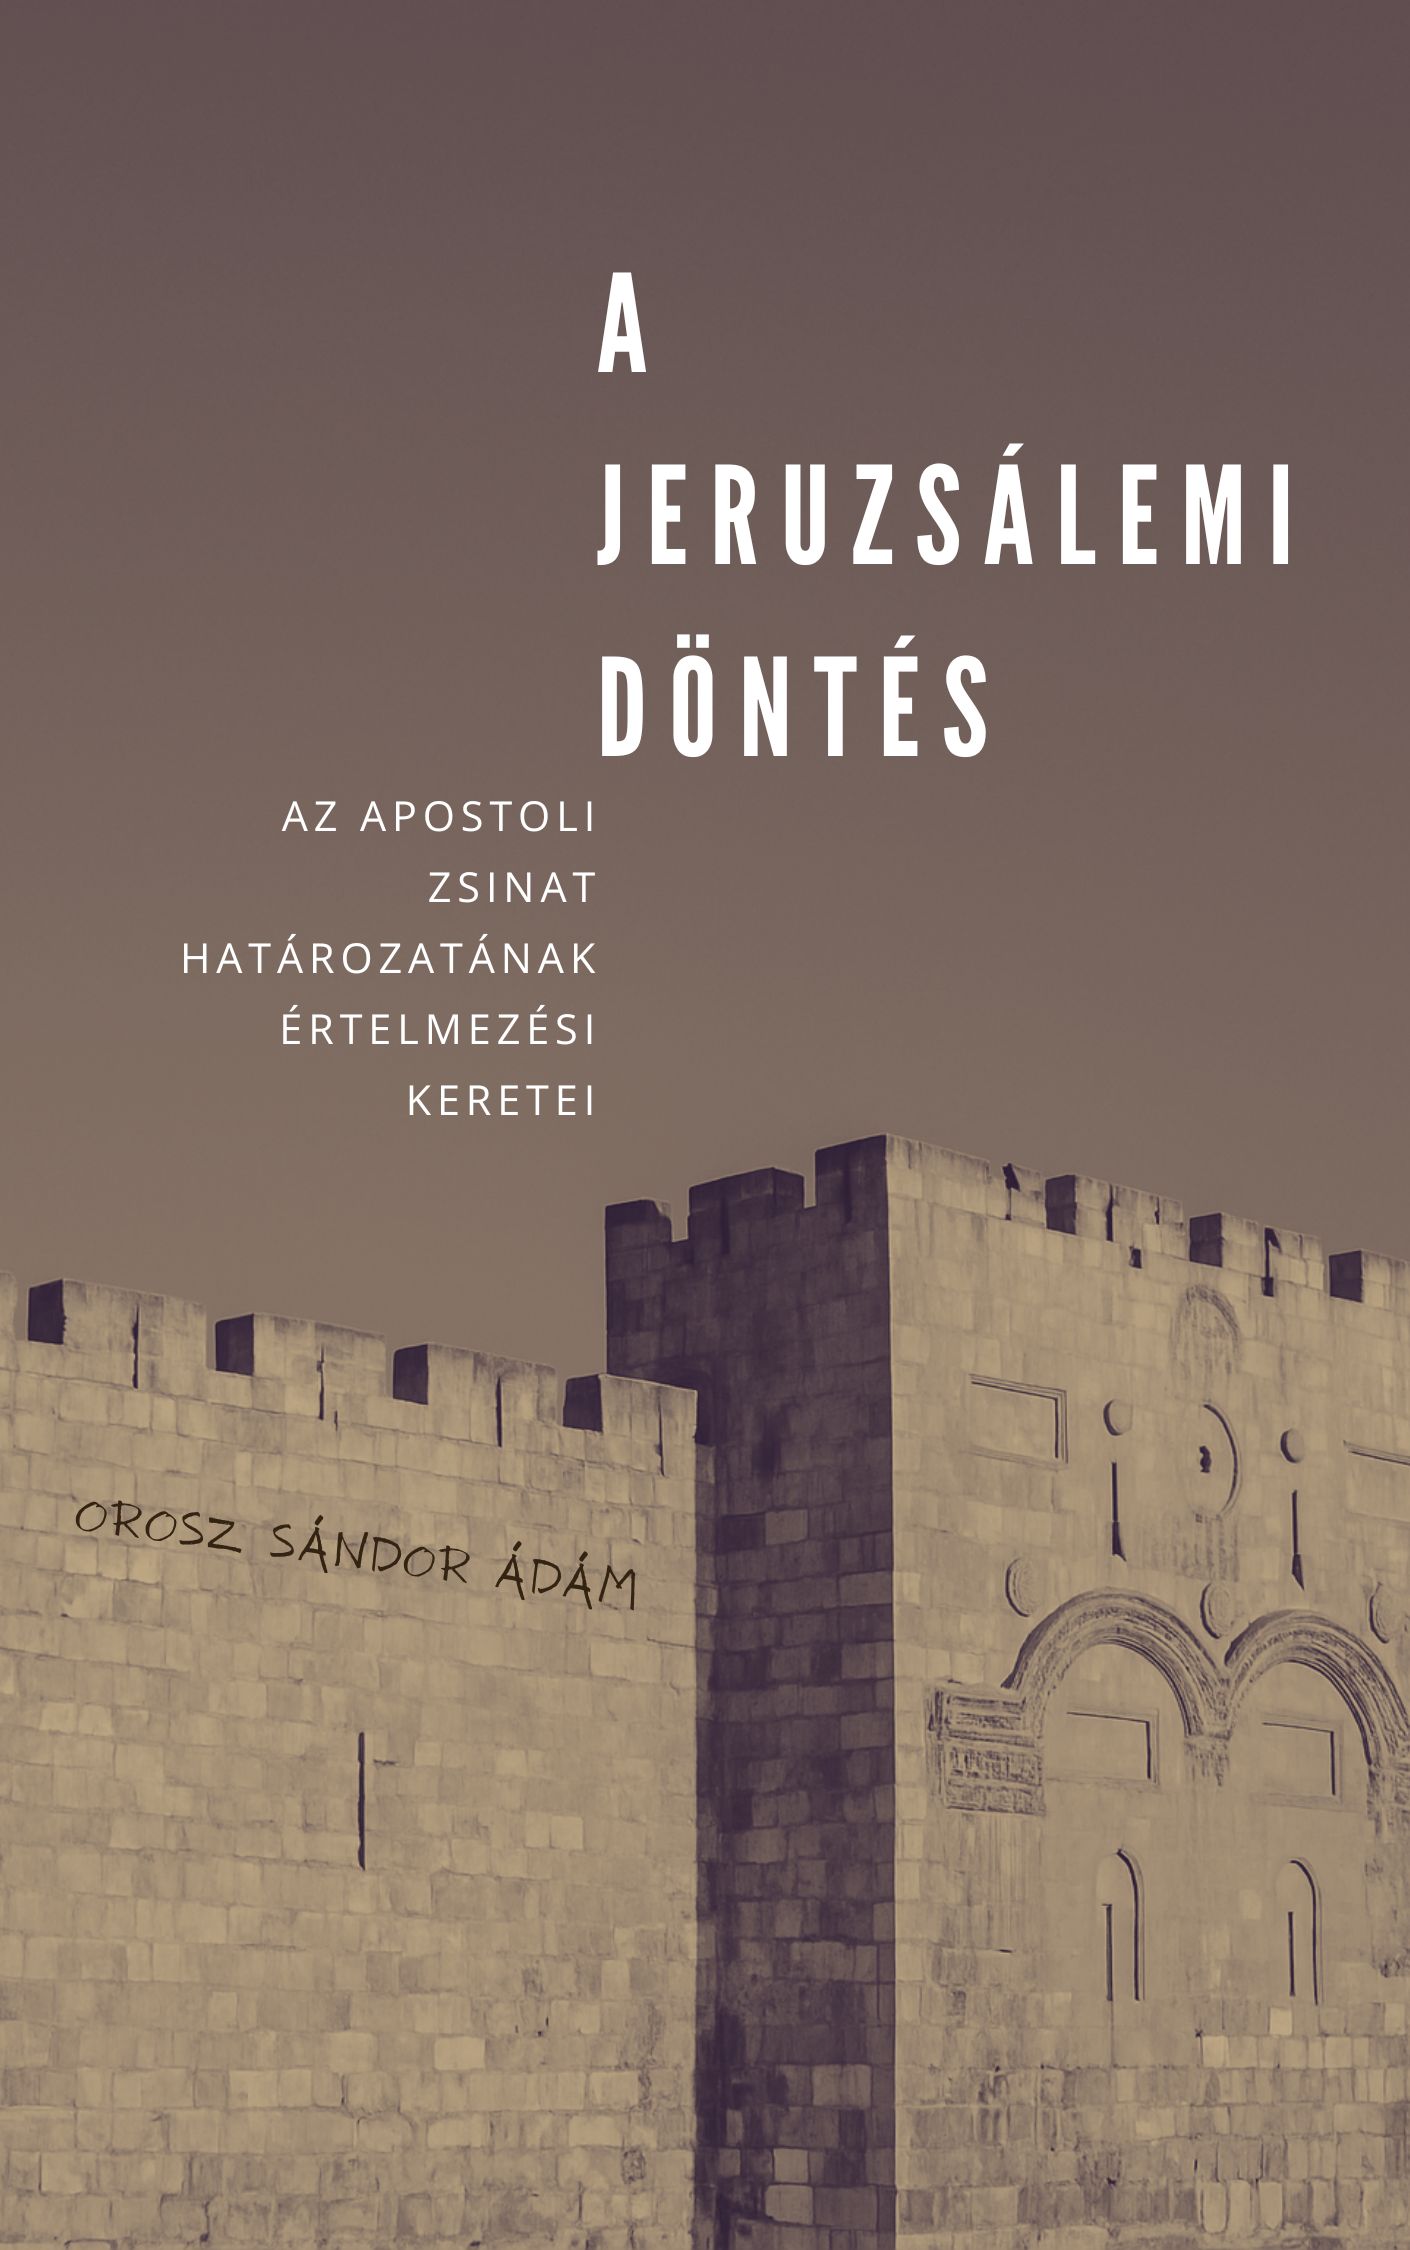 A
JERUZSÁLEMI
DÖNTÉS
AZ APOSTOLI
ZSINAT
HATÁROZATÁNAK
ÉRTELMEZÉSI
KERETEI
OROSZ SÁNDOR ÁDÁM